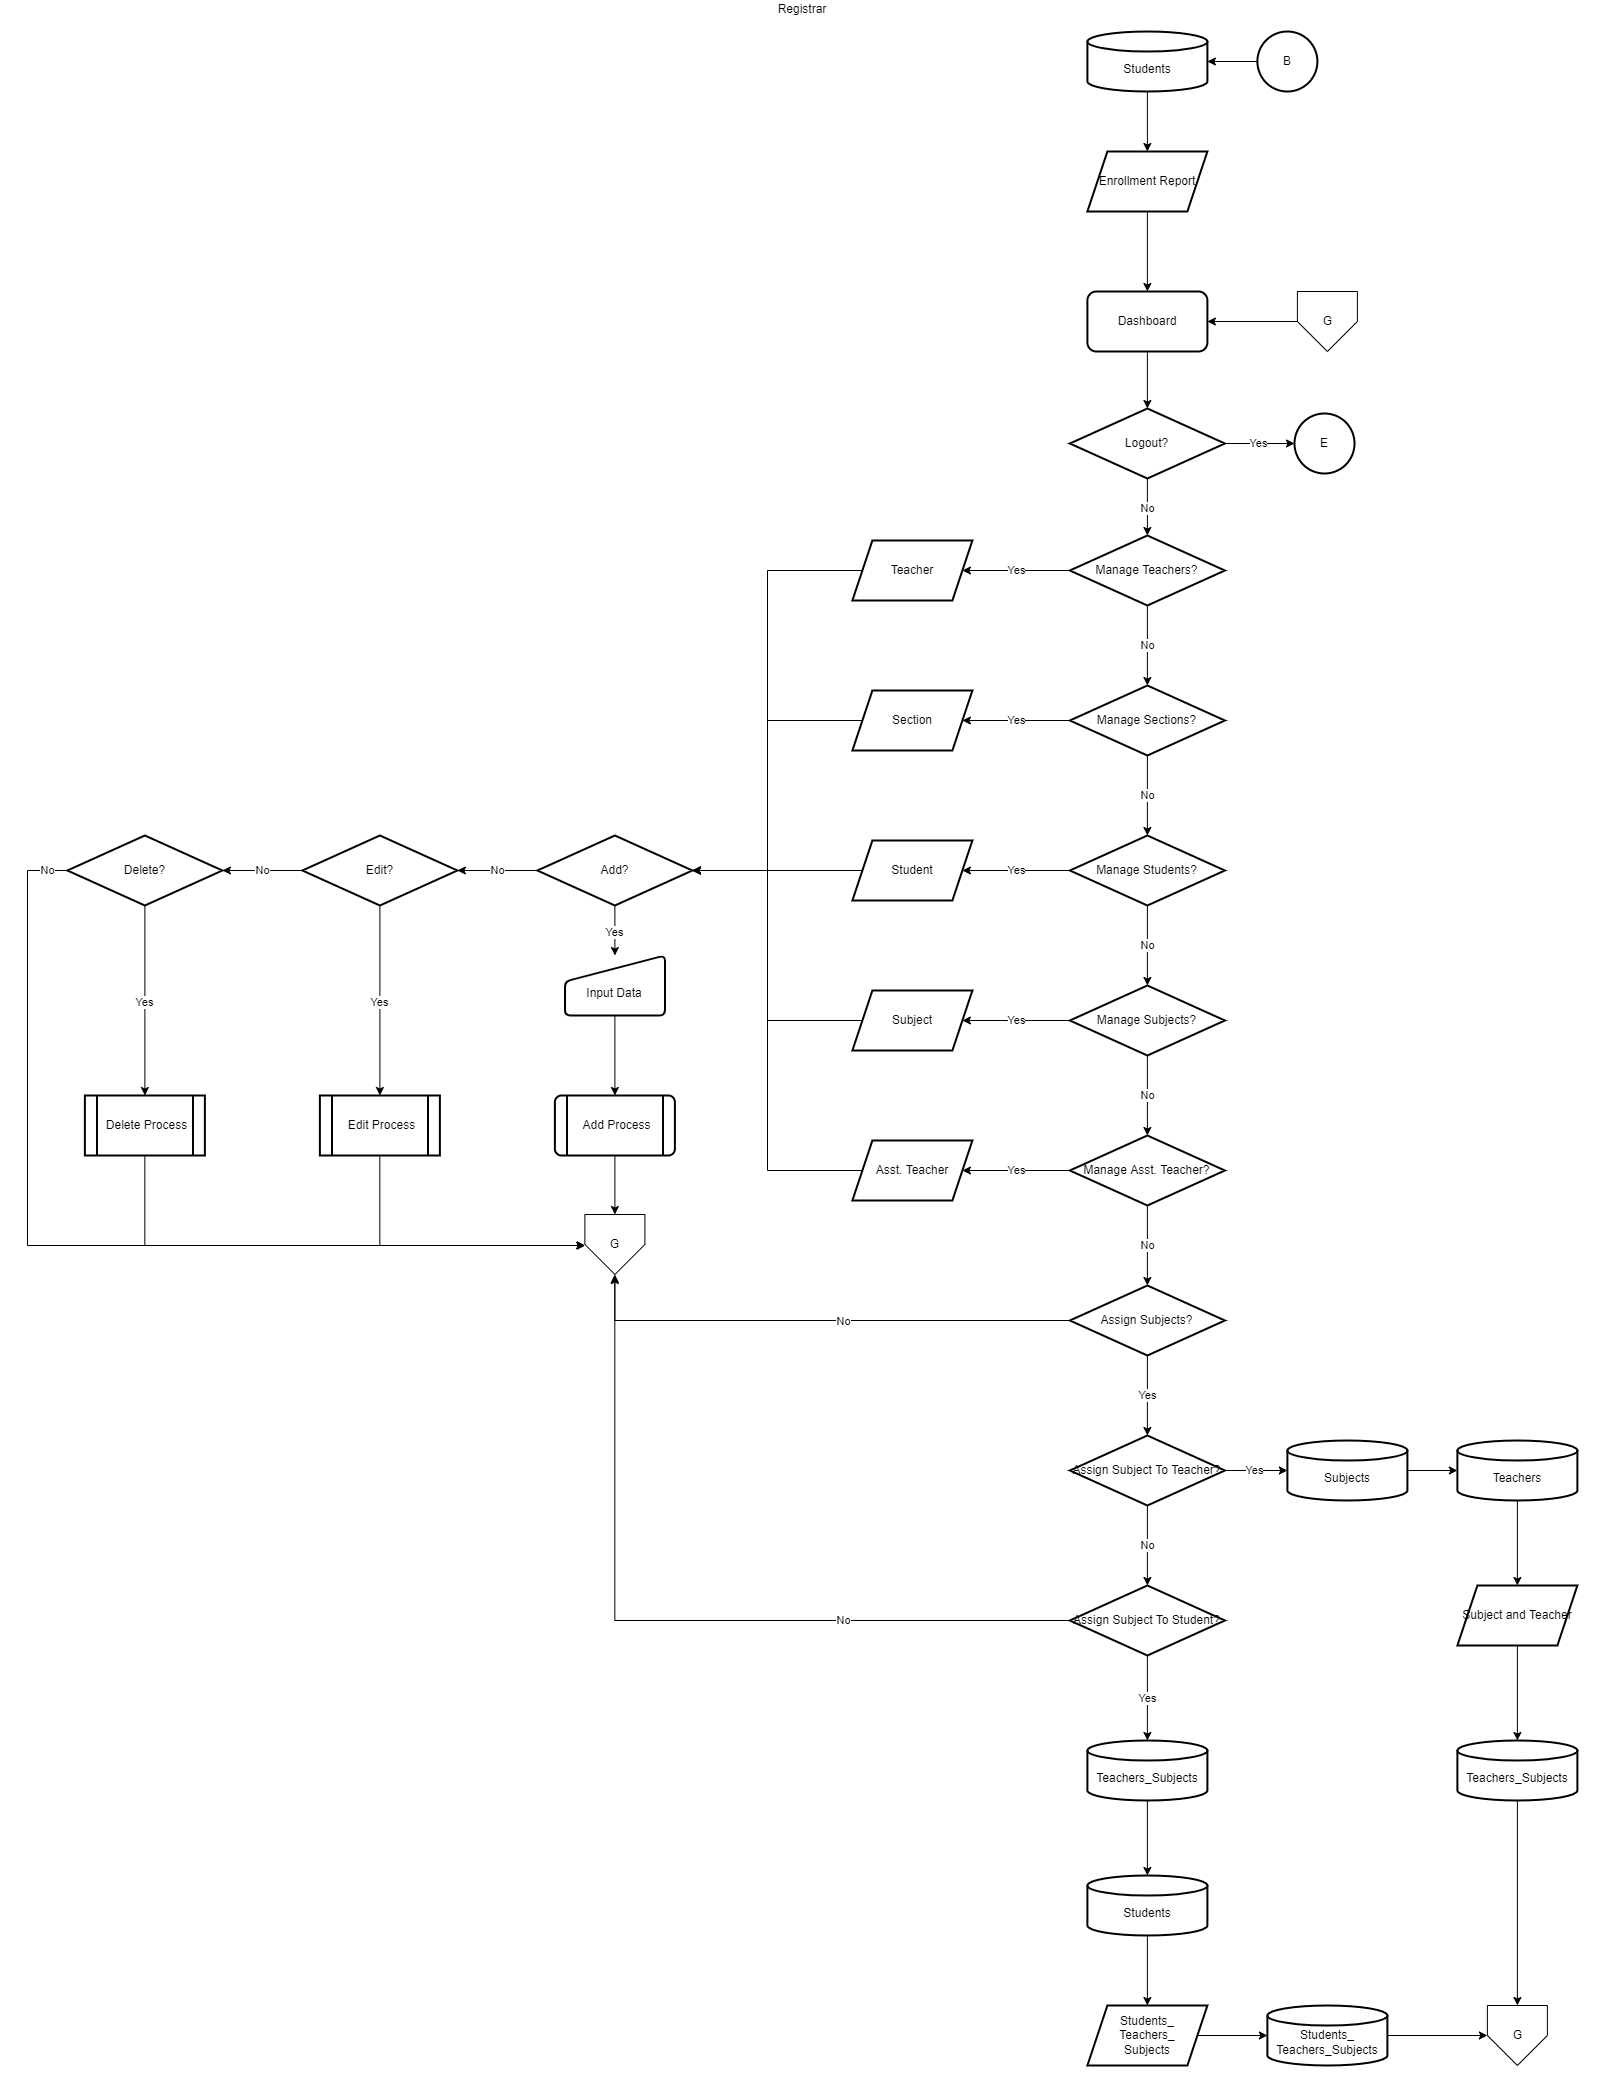 Registrar
Students
B
Enrollment Report
Dashboard
G
Logout?
Yes
E
No
Teacher
Yes
Manage Teachers?
No
Section
Yes
Manage Sections?
No
No
Delete?
No
Edit?
No
Add?
Student
Yes
Manage Students?
Yes
No
Input Data
Yes
Yes
Subject
Yes
Manage Subjects?
No
Delete Process
Edit Process
Add Process
Asst. Teacher
Yes
Manage Asst. Teacher?
G
No
No
Assign Subjects?
Yes
Assign Subject To Teacher?
Yes
Subjects
Teachers
No
No
Assign Subject To Student?
Subject and Teacher
Yes
Teachers_Subjects
Teachers_Subjects
Students
Students_
Teachers_
Subjects
Students_
Teachers_Subjects
G